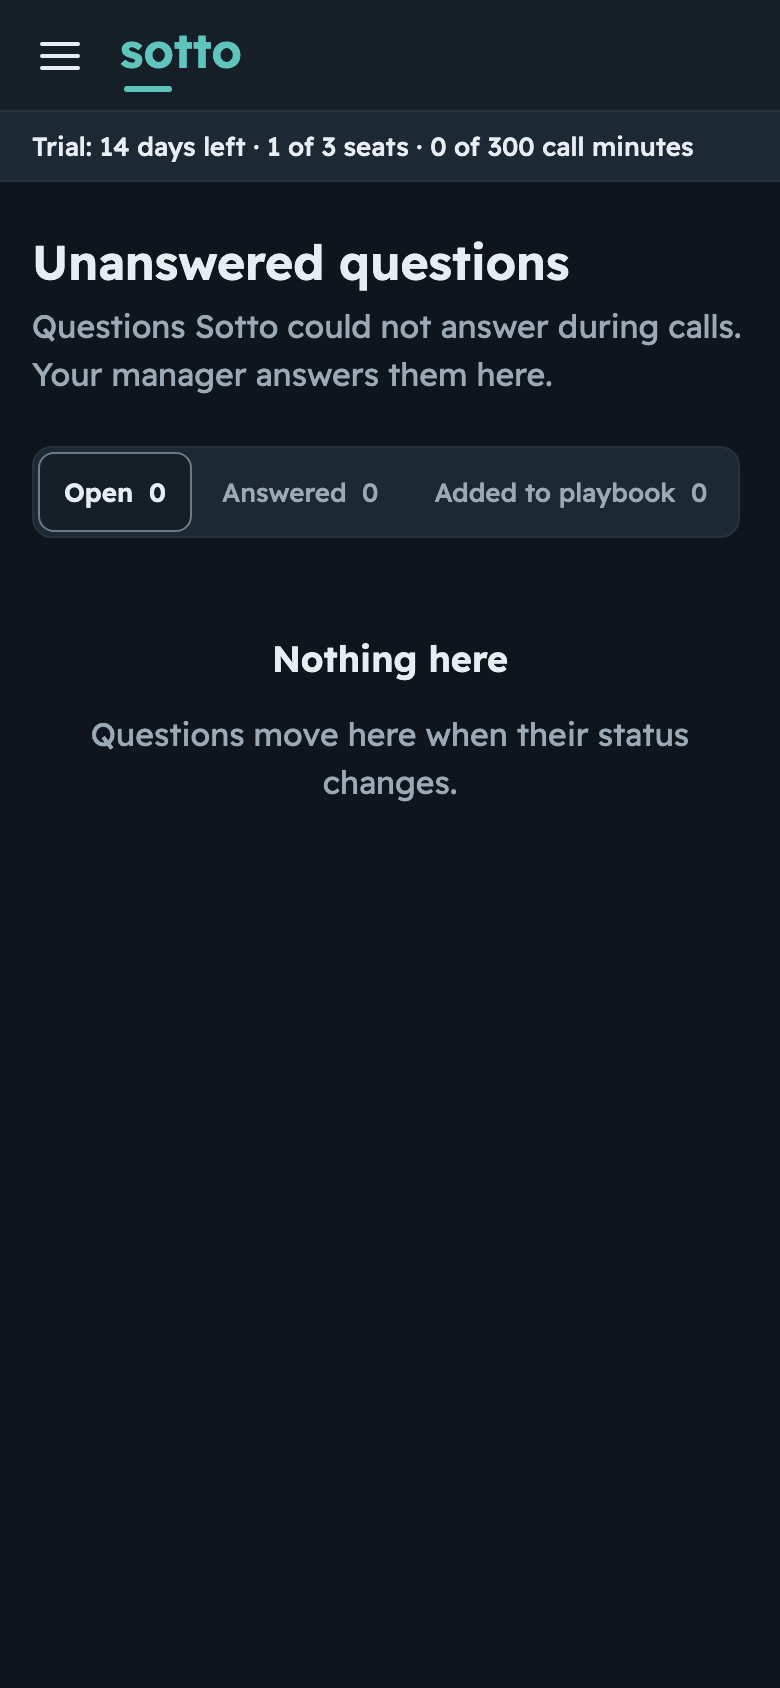 sotto
Trial: 14 days left · 1 of 3 seats · 0 of 300 call minutes
Unanswered questions
Questions Sotto could not answer during calls.
Your manager answers them here.
Open 0 Answered 0 Added to playbook 0
Nothing here
Questions move here when their status
changes.